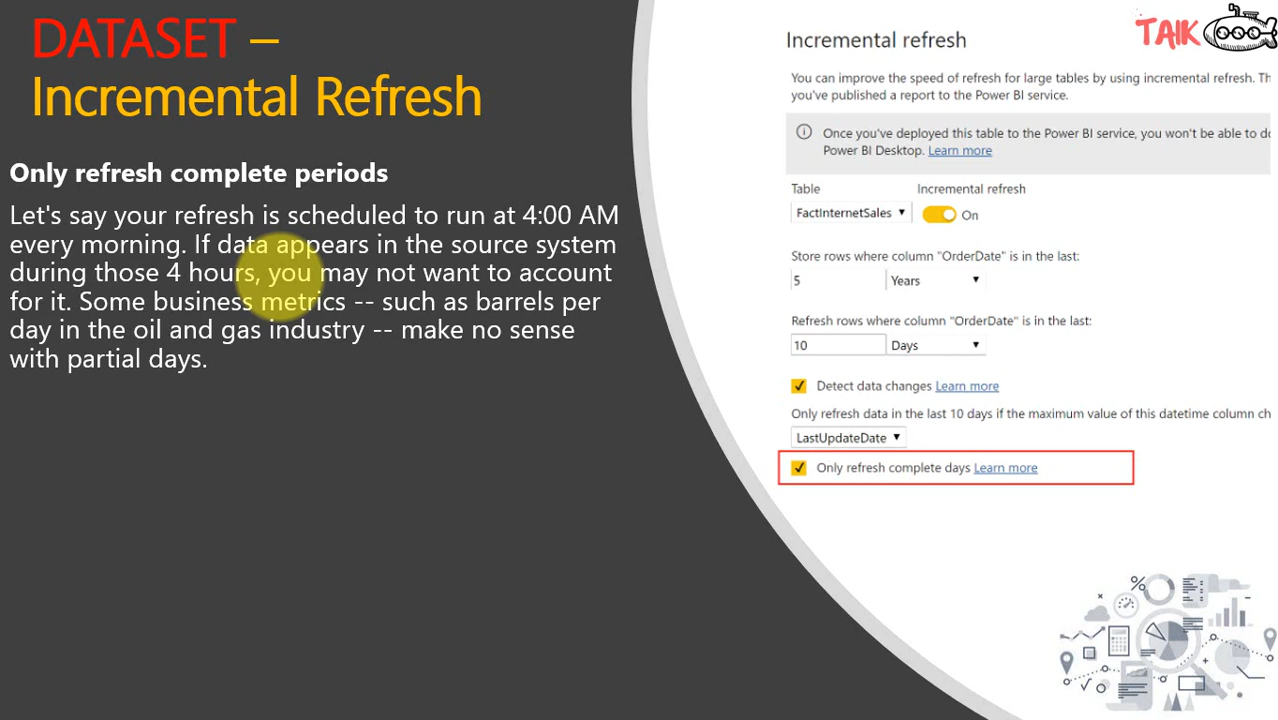 DATASET –
Incremental Refresh
Only refresh complete periods
Let's say your refresh is scheduled to run at 4:00 AM
every morning. If data appears in the source system
during those 4 hours, you may not want to account
for it. Some business metrics -- such as barrels per
day in the oil and gas industry -- make no sense
with partial days.
TAIK
Incremental refresh
You can improve the speed of refresh for large tables by using incremental refresh. Th
you've published a report to the Power BI service.
Once you've deployed this table to the Power BI service, you won't be able to do
Power BI Desktop. Learn more
Table Incremental refresh
FactInternetSales On
Store rows where column "OrderDate" is in the last:
5 Years
Refresh rows where column "OrderDate" is in the last:
10 Days
Detect data changes Learn more
Only refresh data in the last 10 days if the maximum value of this datetime column ch
LastUpdateDate
Only refresh complete days Learn more